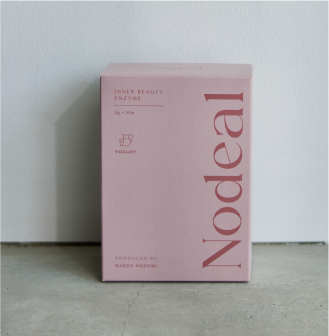 INNER BEAUTY
ENZYME
YOGURT
Nodeal
PRODUCED BY